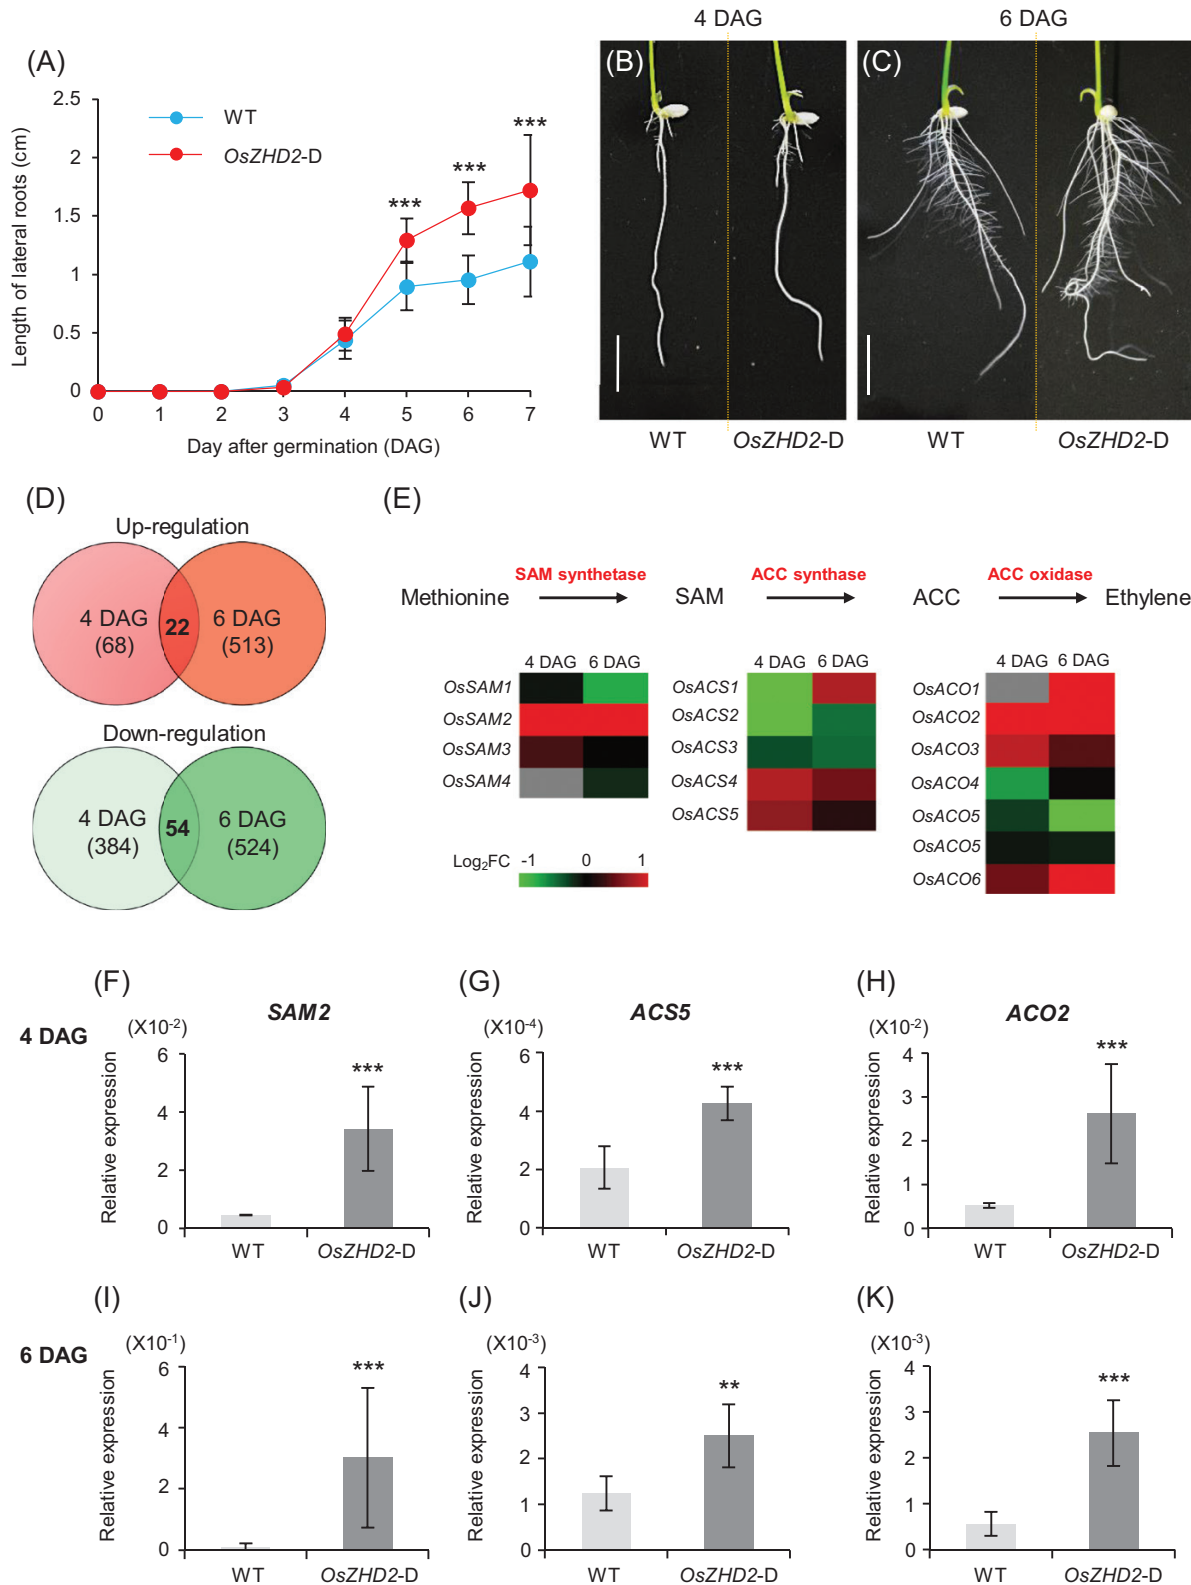 4 DAG
6 DAG
(A)
2.5
2
1.5
1
0.5
0
Length of lateral roots (cm)
WT
OsZHD2-D
***
***
***
0 1 2 3 4 5 6 7
Day after germination (DAG)
(B)
(C)
WT
OsZHD2-D
WT
OsZHD2-D
(D)
Up-regulation
4 DAG
(68)
22
6 DAG
(513)
Down-regulation
4 DAG
(384)
54
6 DAG
(524)
(E)
Methionine
SAM synthetase
SAM
ACC synthase
ACC
ACC oxidase
Ethylene
4 DAG 6 DAG
OsSAM1
OsSAM2
OsSAM3
OsSAM4
4 DAG 6 DAG
OsACS1
OsACS2
OsACS3
OsACS4
OsACS5
4 DAG 6 DAG
OsACO1
OsACO2
OsACO3
OsACO4
OsACO5
OsACO5
OsACO6
Log₂FC -1 0 1
4 DAG
(F)
SAM2
(X10⁻²)
6
4
2
0
Relative expression
***
WT
OsZHD2-D
(G)
ACS5
(X10⁻⁴)
6
4
2
0
Relative expression
***
WT
OsZHD2-D
(H)
ACO2
(X10⁻²)
4
3
2
1
0
Relative expression
***
WT
OsZHD2-D
6 DAG
(I)
(X10⁻¹)
6
4
2
0
Relative expression
***
WT
OsZHD2-D
(J)
(X10⁻³)
4
3
2
1
0
Relative expression
**
WT
OsZHD2-D
(K)
(X10⁻³)
4
3
2
1
0
Relative expression
***
WT
OsZHD2-D